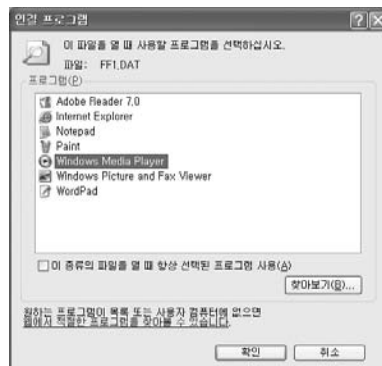 연결 프로그램
이 파일을 열 때 사용할 프로그램을 선택하십시오.
파일: FF1.DAT
프로그램(P)
Adobe Reader 7.0
Internet Explorer
Notepad
Paint
Windows Media Player
Windows Picture and Fax Viewer
WordPad
이 종류의 파일을 열 때 항상 선택된 프로그램 사용(A)
찾아보기(B)...
원하는 프로그램이 목록 또는 사용자 컴퓨터에 없으면
웹에서 적절한 프로그램을 찾아볼 수 있습니다.
확인 취소